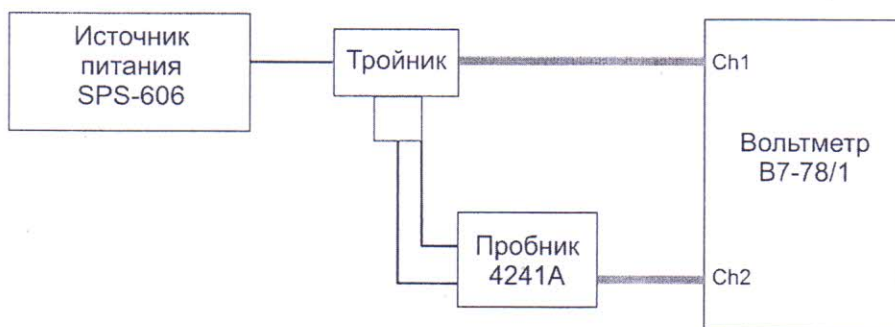 Источник
питания
SPS-606
Тройник
Ch1
Вольтметр
В7-78/1
Пробник
4241А
Ch2